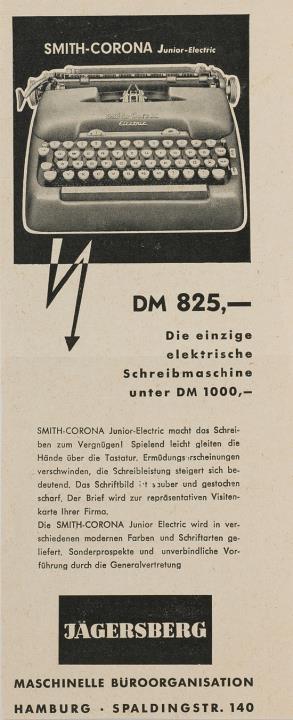 SMITH-CORONA Junior-Electric
Smith-Corona
Electric
DM 825,—
Die einzige
elektrische
Schreibmaschine
unter DM 1000,–
SMITH-CORONA Junior-Electric macht das Schrei-
ben zum Vergnügen! Spielend leicht gleiten die
Hände über die Tastatur. Ermüdungserscheinungen
verschwinden, die Schreibleistung steigert sich be-
deutend. Das Schriftbild ist sauber und gestochen
scharf. Der Brief wird zur repräsentativen Visiten-
karte Ihrer Firma.
Die SMITH-CORONA Junior Electric wird in ver-
schiedenen modernen Farben und Schriftarten ge-
liefert. Sonderprospekte und unverbindliche Vor-
führung durch die Generalvertretung
JÄGERSBERG
MASCHINELLE BÜROORGANISATION
HAMBURG · SPALDINGSTR. 140